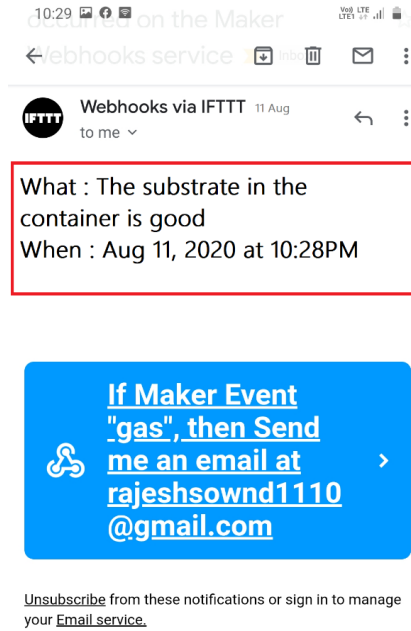 10:29 Vo) LTE LTE1
occurred on the Maker
Webhooks service Inbox
IFTTT Webhooks via IFTTT 11 Aug
to me
What : The substrate in the
container is good
When : Aug 11, 2020 at 10:28PM
If Maker Event
"gas", then Send
me an email at
rajeshsownd1110
@gmail.com
Unsubscribe from these notifications or sign in to manage
your Email service.